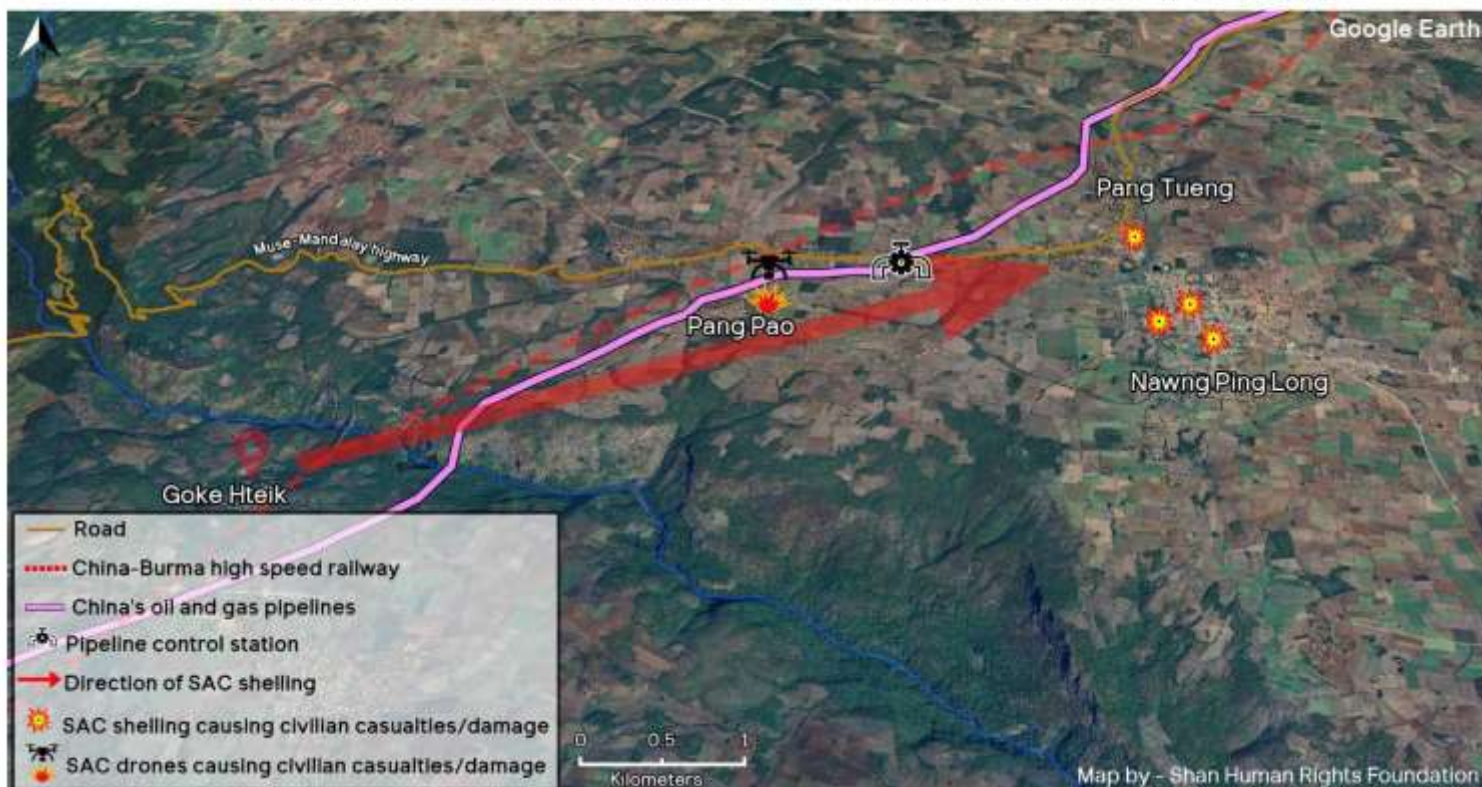 Google Earth
Pang Tueng
Muse-Mandalay highway
Pang Pao
Nawng Ping Long
Goke Hteik
Road
China-Burma high speed railway
China's oil and gas pipelines
Pipeline control station
Direction of SAC shelling
SAC shelling causing civilian casualties/damage
SAC drones causing civilian casualties/damage
0 0.5 1
Kilometers
Map by - Shan Human Rights Foundation